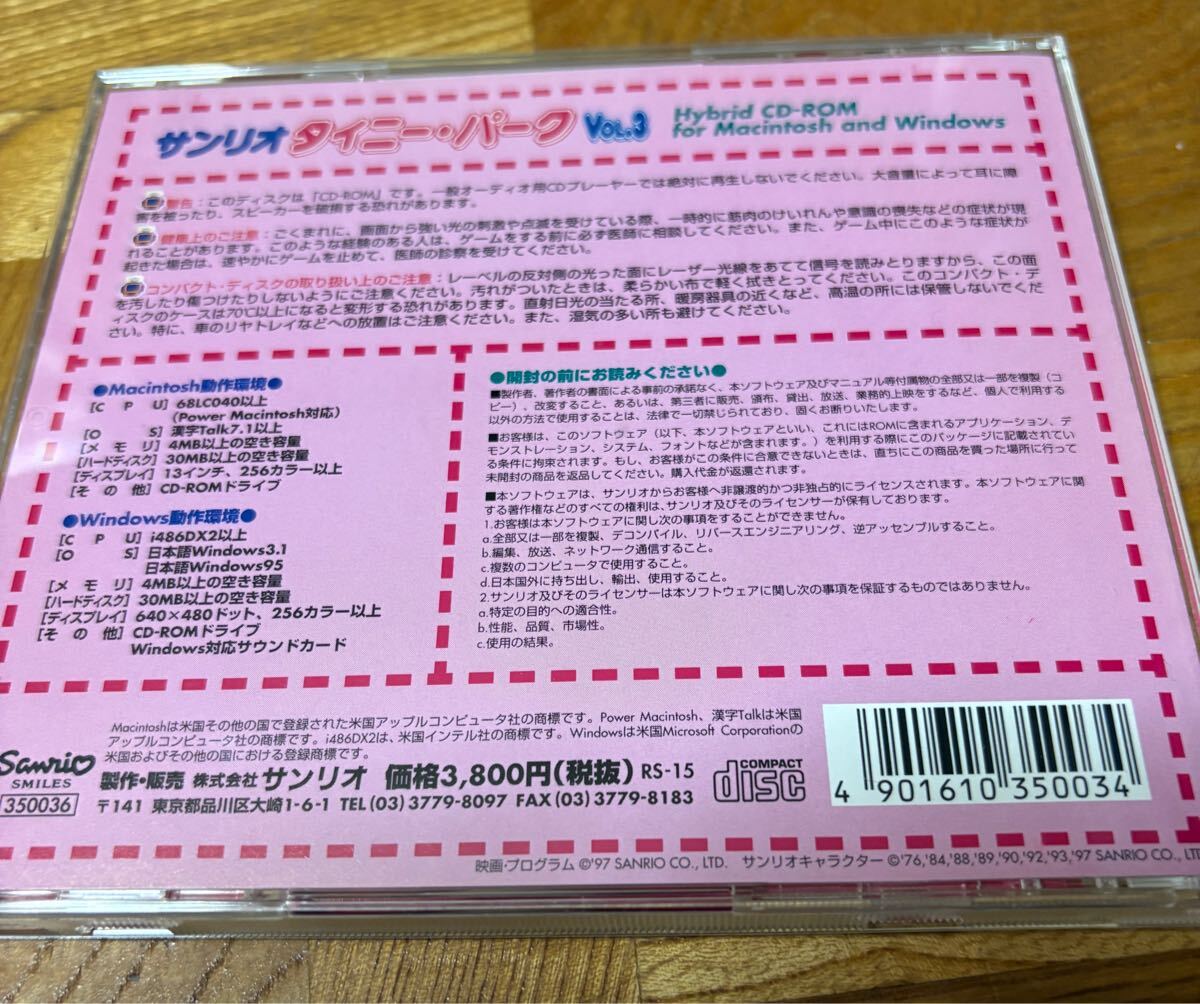 サンリオ タイニー・パーク VOL.3
Hybrid CD-ROM
for Macintosh and Windows
警告：このディスクは「CD-ROM」です。一般オーディオ用CDプレーヤーでは絶対に再生しないでください。大音量によって耳に障
害を被ったり、スピーカーを破損する恐れがあります。
健康上のご注意：ごくまれに、画面から強い光の刺激や点滅を受けている際、一時的に筋肉のけいれんや意識の喪失などの症状が現
れることがあります。このような経験のある人は、ゲームをする前に必ず医師に相談してください。また、ゲーム中にこのような症状が
起きた場合は、速やかにゲームを止めて、医師の診察を受けてください。
コンパクト・ディスクの取り扱い上のご注意：レーベルの反対側の光った面にレーザー光線をあてて信号を読みとりますから、この面
を汚したり傷つけたりしないようにご注意ください。汚れがついたときは、柔らかい布で軽く拭きとってください。このコンパクト・デ
ィスクのケースは70℃以上になると変形する恐れがあります。直射日光の当たる所、暖房器具の近くなど、高温の所には保管しないでくだ
さい。特に、車のリヤトレイなどへの放置はご注意ください。また、湿気の多い所も避けてください。
●Macintosh動作環境●
[C P U] 68LC040以上
(Power Macintosh対応)
[O S] 漢字Talk7.1以上
[メモリ] 4MB以上の空き容量
[ハードディスク] 30MB以上の空き容量
[ディスプレイ] 13インチ、256カラー以上
[その他] CD-ROMドライブ
●Windows動作環境●
[C P U] i486DX2以上
[O S] 日本語Windows3.1
日本語Windows95
[メモリ] 4MB以上の空き容量
[ハードディスク] 30MB以上の空き容量
[ディスプレイ] 640×480ドット、256カラー以上
[その他] CD-ROMドライブ
Windows対応サウンドカード
●開封の前にお読みください●
■製作者、著作者の書面による事前の承諾なく、本ソフトウェア及びマニュアル等付属物の全部又は一部を複製（コ
ピー）、改変すること、あるいは、第三者に販売、頒布、貸出、放送、業務的上映をするなど、個人で利用する
以外の方法で使用することは、法律で一切禁じられており、固くお断りいたします。
■お客様は、このソフトウェア（以下、本ソフトウェアといい、これにはROMに含まれるアプリケーション、デ
モンストレーション、システム、フォントなどが含まれます。）を利用する際にこのパッケージに記載されてい
る条件に拘束されます。もし、お客様がこの条件に合意できないときは、直ちにこの商品を買った場所に行って
未開封の商品を返品してください。購入代金が返還されます。
■本ソフトウェアは、サンリオからお客様へ非譲渡的かつ非独占的にライセンスされます。本ソフトウェアに関
する著作権などのすべての権利は、サンリオ及びそのライセンサーが保有しております。
1.お客様は本ソフトウェアに関し次の事項をすることができません。
a.全部又は一部を複製、デコンパイル、リバースエンジニアリング、逆アッセンブルすること。
b.編集、放送、ネットワーク通信すること。
c.複数のコンピュータで使用すること。
d.日本国外に持ち出し、輸出、使用すること。
2.サンリオ及びそのライセンサーは本ソフトウェアに関し次の事項を保証するものではありません。
a.特定の目的への適合性。
b.性能、品質、市場性。
c.使用の結果。
Macintoshは米国その他の国で登録された米国アップルコンピュータ社の商標です。Power Macintosh、漢字Talkは米国
アップルコンピュータ社の商標です。i486DX2は、米国インテル社の商標です。Windowsは米国Microsoft Corporationの
米国およびその他の国における登録商標です。
Sanrio
SMILES
350036
製作・販売 株式会社 サンリオ 価格3,800円(税抜) RS-15
〒141 東京都品川区大崎1-6-1 TEL(03)3779-8097 FAX(03)3779-8183
COMPACT
disc
4 901610 350034
映画・プログラム ©'97 SANRIO CO., LTD. サンリオキャラクター ©'76,'84,'88,'89,'90,'92,'93,'97 SANRIO CO., LTD.